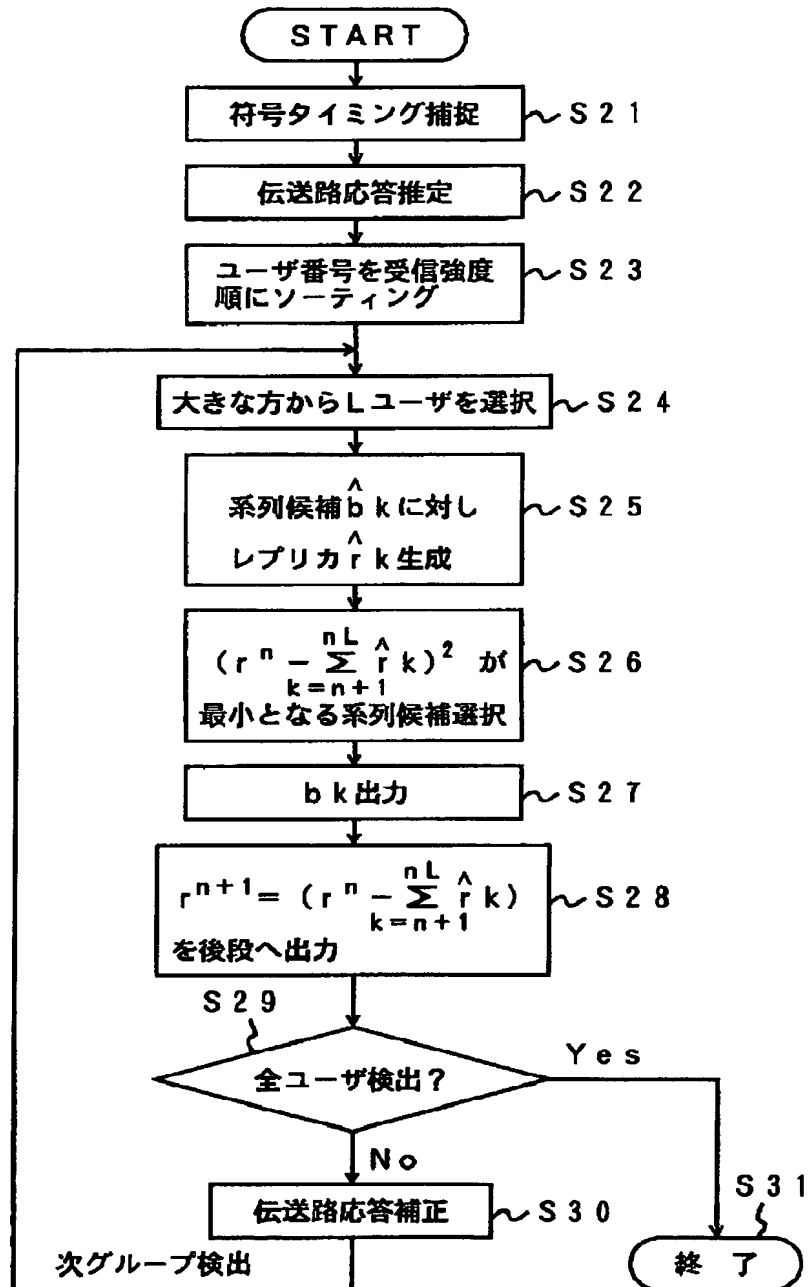 START
符号タイミング捕捉 S21
伝送路応答推定 S22
ユーザ番号を受信強度 S23
順にソーティング
大きな方からLユーザを選択 S24
系列候補b̂kに対し S25
レプリカr̂k生成
(r^n − Σ_{k=n+1}^{nL} r̂k)^2 が S26
最小となる系列候補選択
bk出力 S27
r^{n+1} = (r^n − Σ_{k=n+1}^{nL} r̂k) S28
を後段へ出力
S29
全ユーザ検出?
Yes
No
伝送路応答補正 S30
S31
次グループ検出
終 了